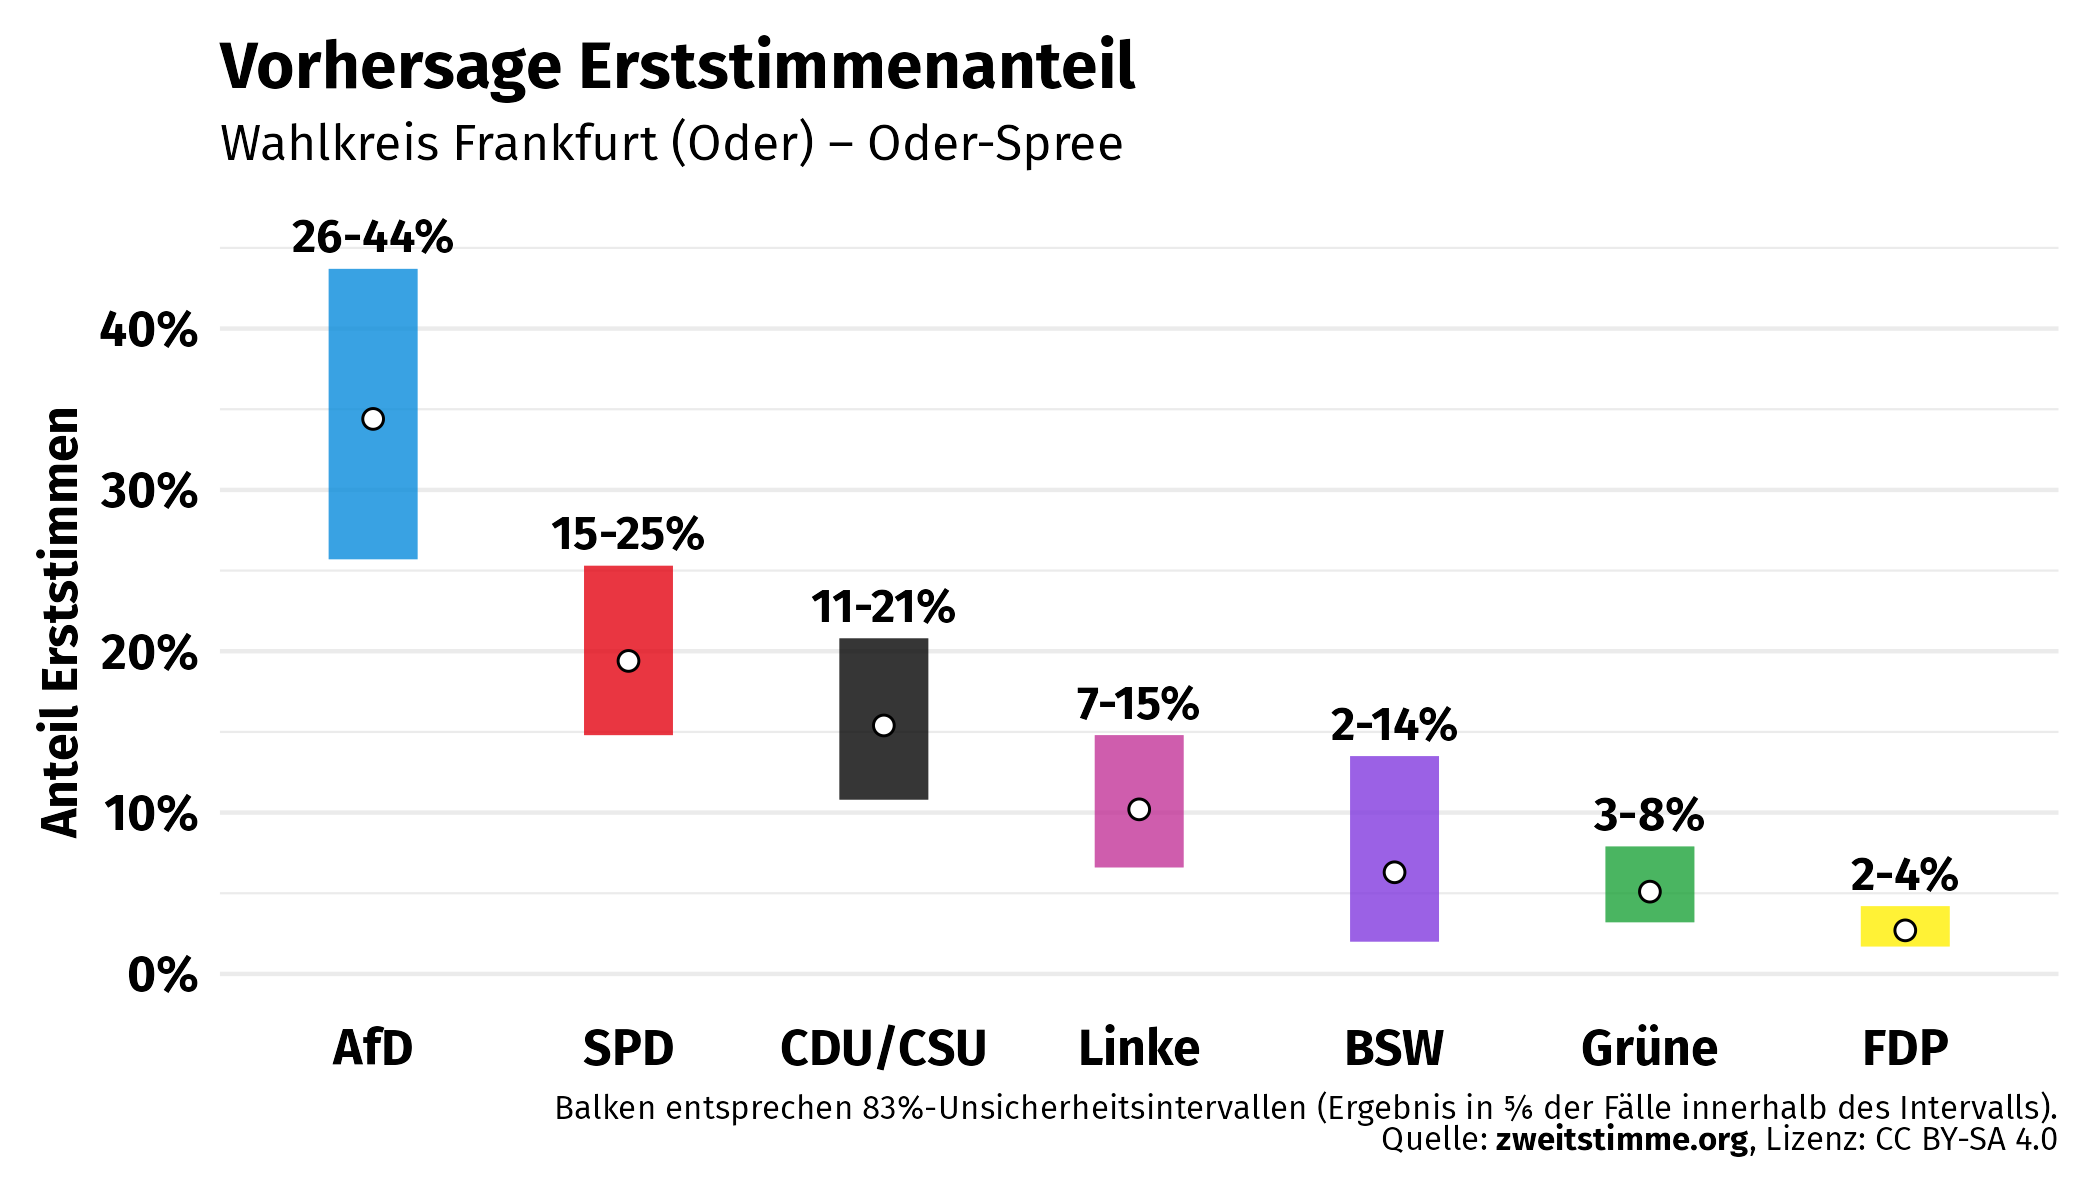 Vorhersage Erststimmenanteil
Wahlkreis Frankfurt (Oder) – Oder-Spree
Anteil Erststimmen
40%
30%
20%
10%
0%
26-44%
15-25%
11-21%
7-15%
2-14%
3-8%
2-4%
AfD
SPD
CDU/CSU
Linke
BSW
Grüne
FDP
Balken entsprechen 83%-Unsicherheitsintervallen (Ergebnis in ⅚ der Fälle innerhalb des Intervalls).
Quelle: zweitstimme.org, Lizenz: CC BY-SA 4.0